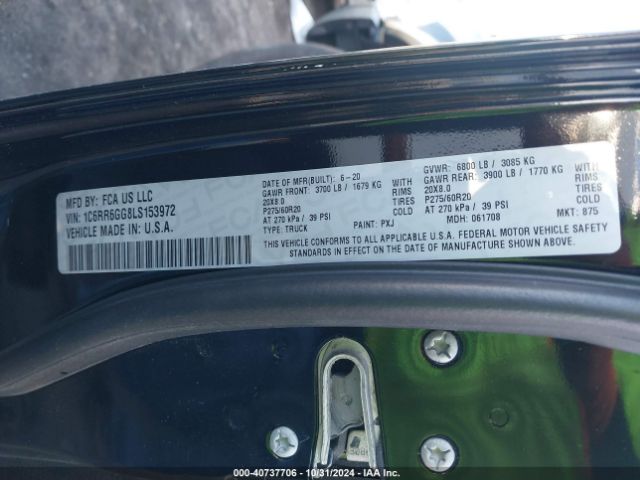 MFD BY: FCA US LLC
VIN: 1C6RR6GG8LS153972
VEHICLE MADE IN U.S.A.
DATE OF MFR(BUILT): 6-20
GAWR FRONT: 3700 LB / 1679 KG WITH
20X8.0 RIMS
P275/60R20 TIRES
AT 270 kPa / 39 PSI COLD
TYPE: TRUCK PAINT: PXJ
GVWR: 6800 LB / 3085 KG
GAWR REAR: 3900 LB / 1770 KG WITH
20X8.0 RIMS
P275/60R20 TIRES
AT 270 kPa / 39 PSI COLD
MDH: 061708 MKT: 875
THIS VEHICLE CONFORMS TO ALL APPLICABLE U.S.A. FEDERAL MOTOR VEHICLE SAFETY
STANDARDS IN EFFECT ON THE DATE OF MANUFACTURE SHOWN ABOVE.
000-40737706 - 10/31/2024 - IAAI.com